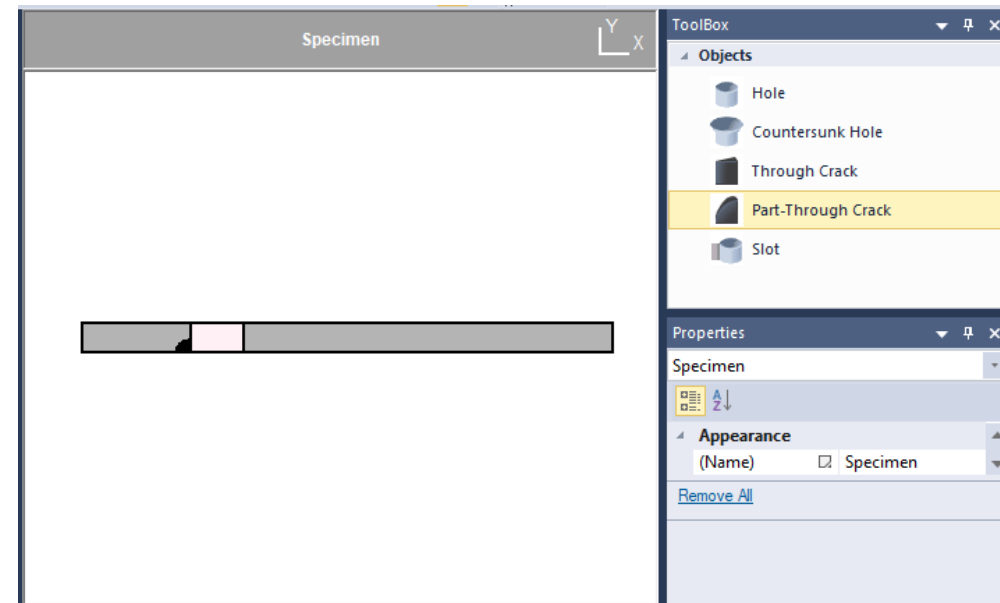 Specimen
Y
X
ToolBox
Objects
Hole
Countersunk Hole
Through Crack
Part-Through Crack
Slot
Properties
Specimen
A
Z
Appearance
(Name) Specimen
Remove All